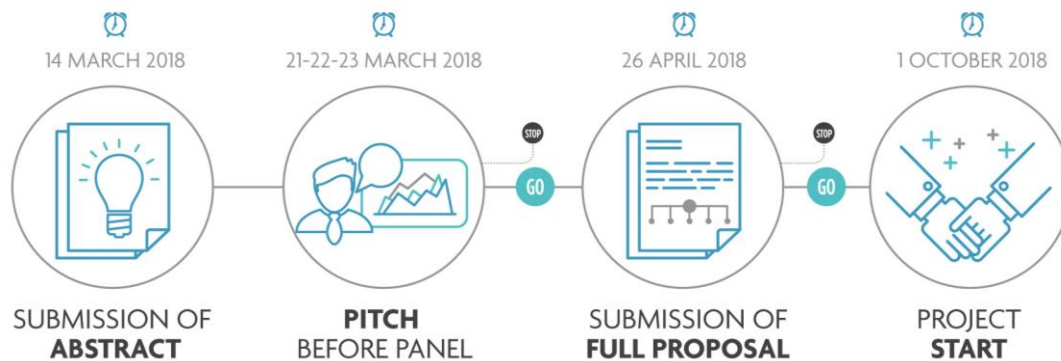 14 MARCH 2018
21-22-23 MARCH 2018
26 APRIL 2018
1 OCTOBER 2018
STOP
GO
STOP
GO
SUBMISSION OF
ABSTRACT
PITCH
BEFORE PANEL
SUBMISSION OF
FULL PROPOSAL
PROJECT
START